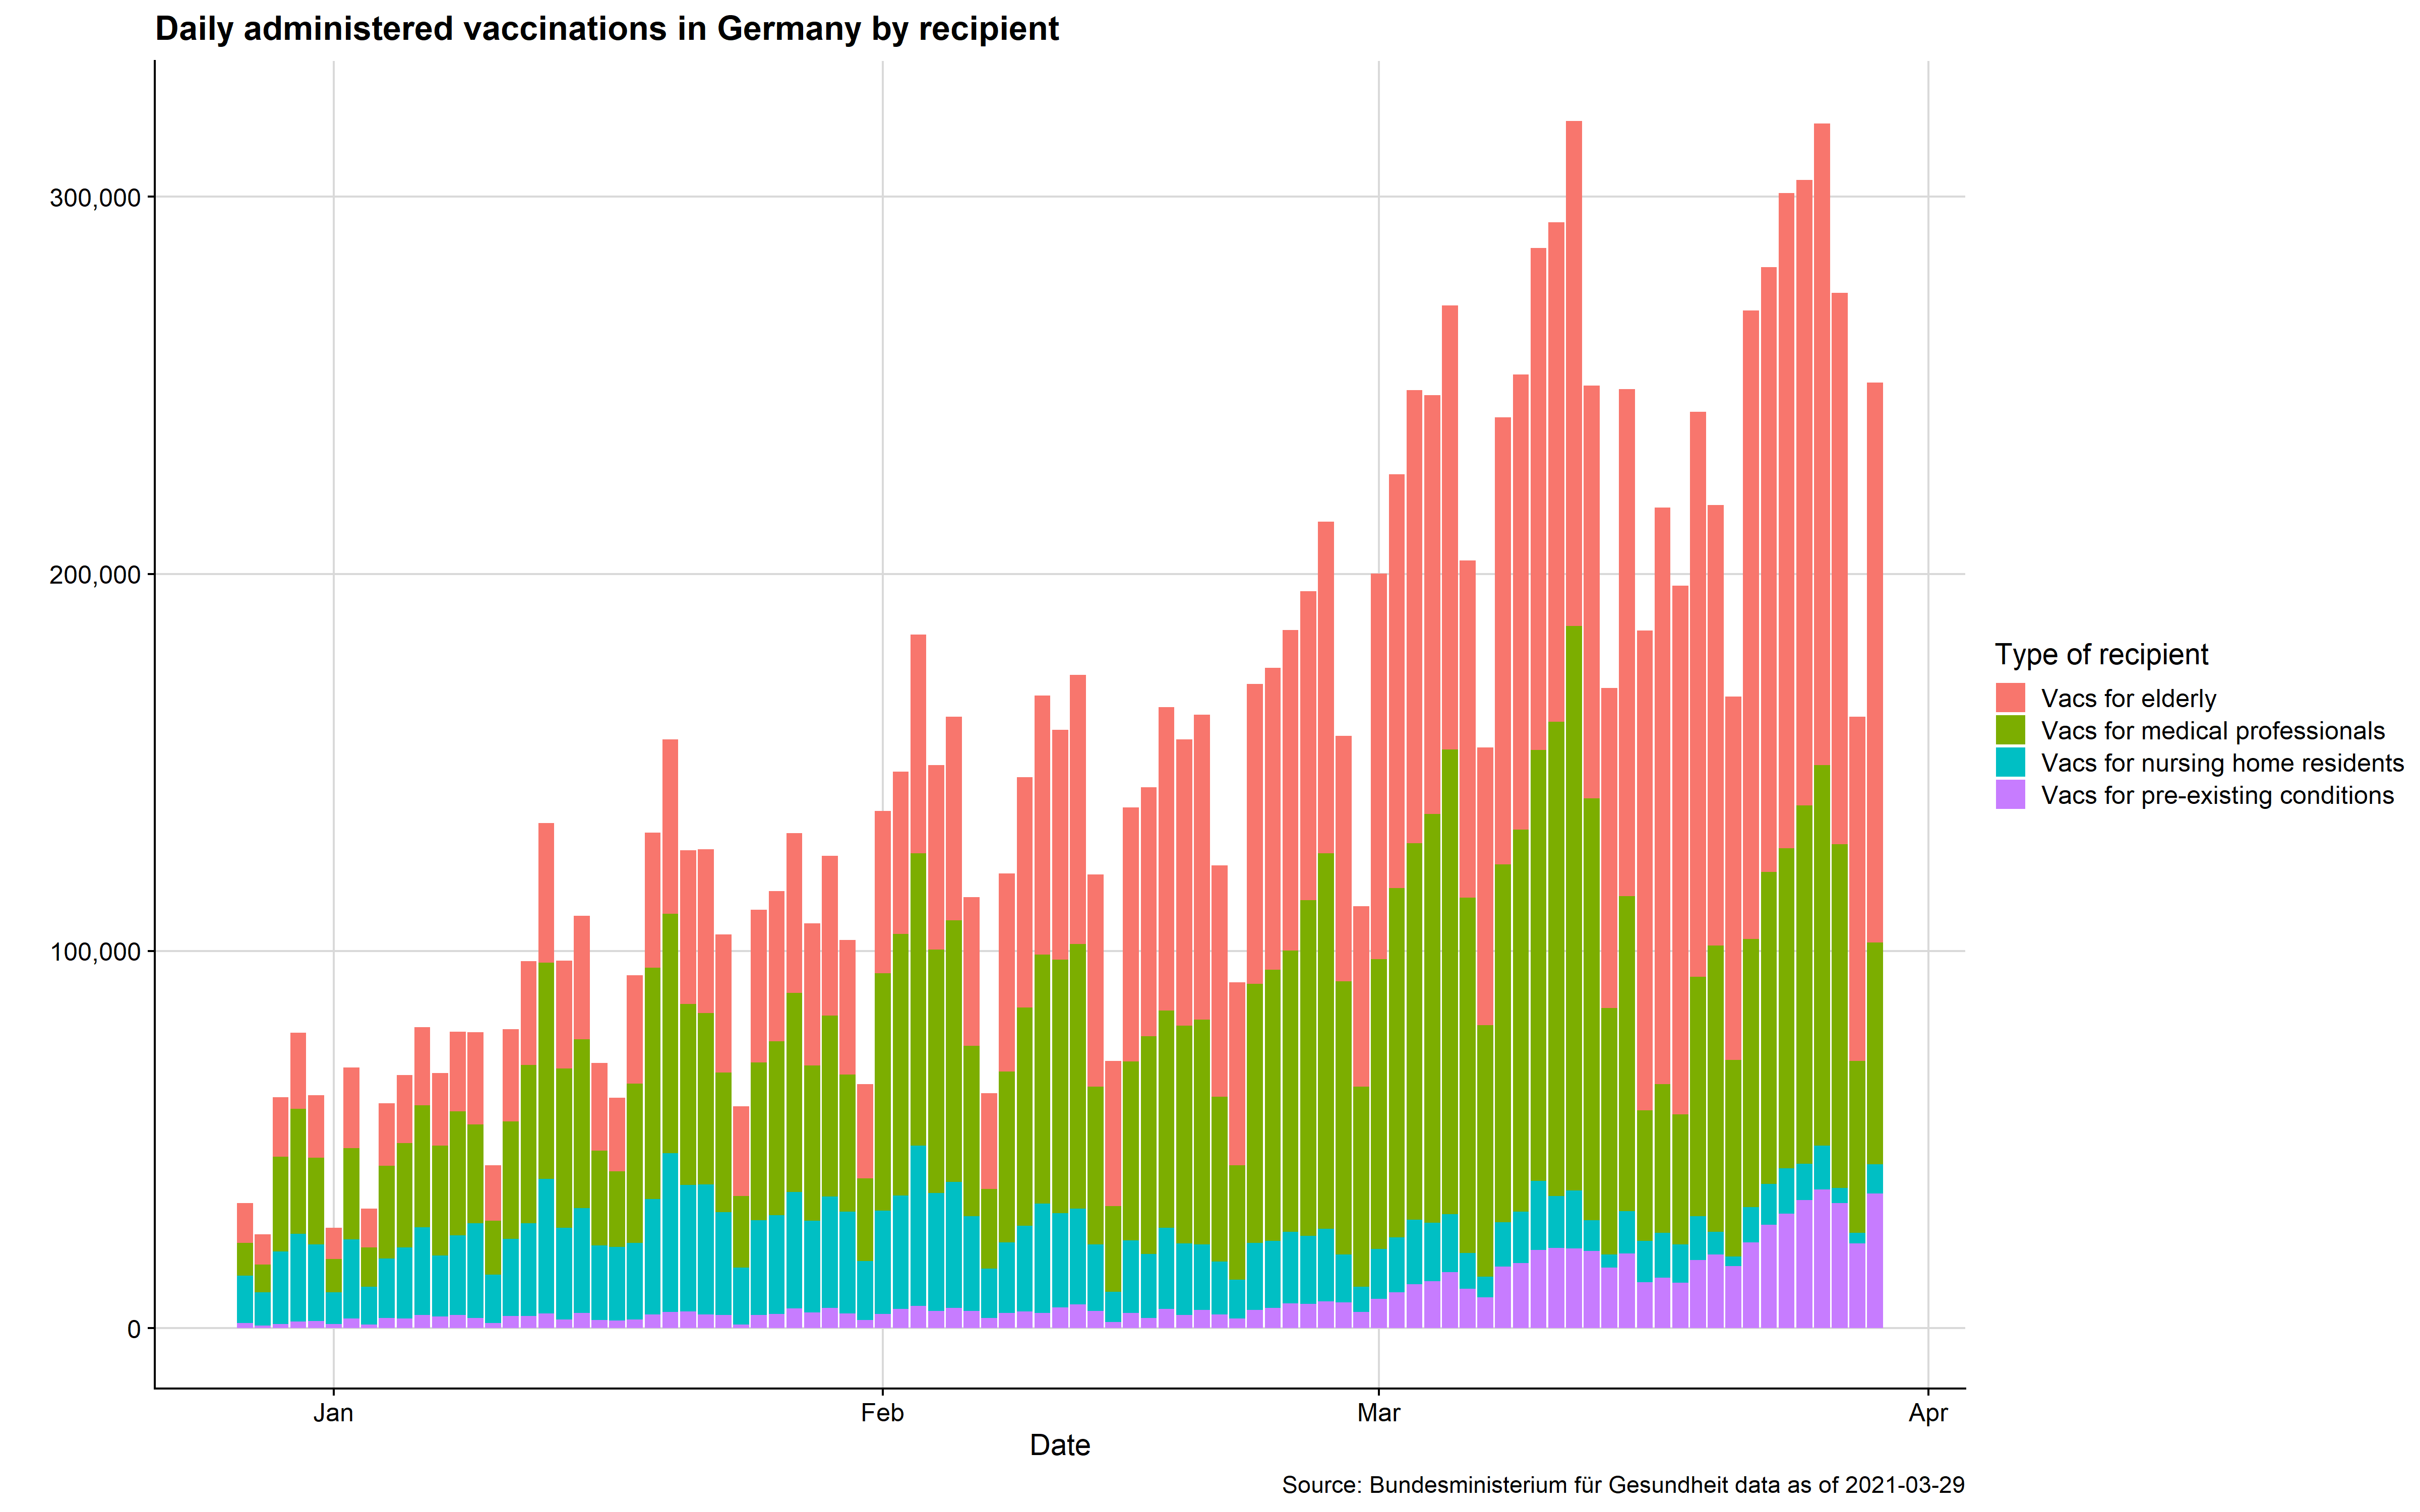 Daily administered vaccinations in Germany by recipient
300,000
200,000
100,000
0
Jan Feb Mar Apr
Date
Type of recipient
Vacs for elderly
Vacs for medical professionals
Vacs for nursing home residents
Vacs for pre-existing conditions
Source: Bundesministerium für Gesundheit data as of 2021-03-29